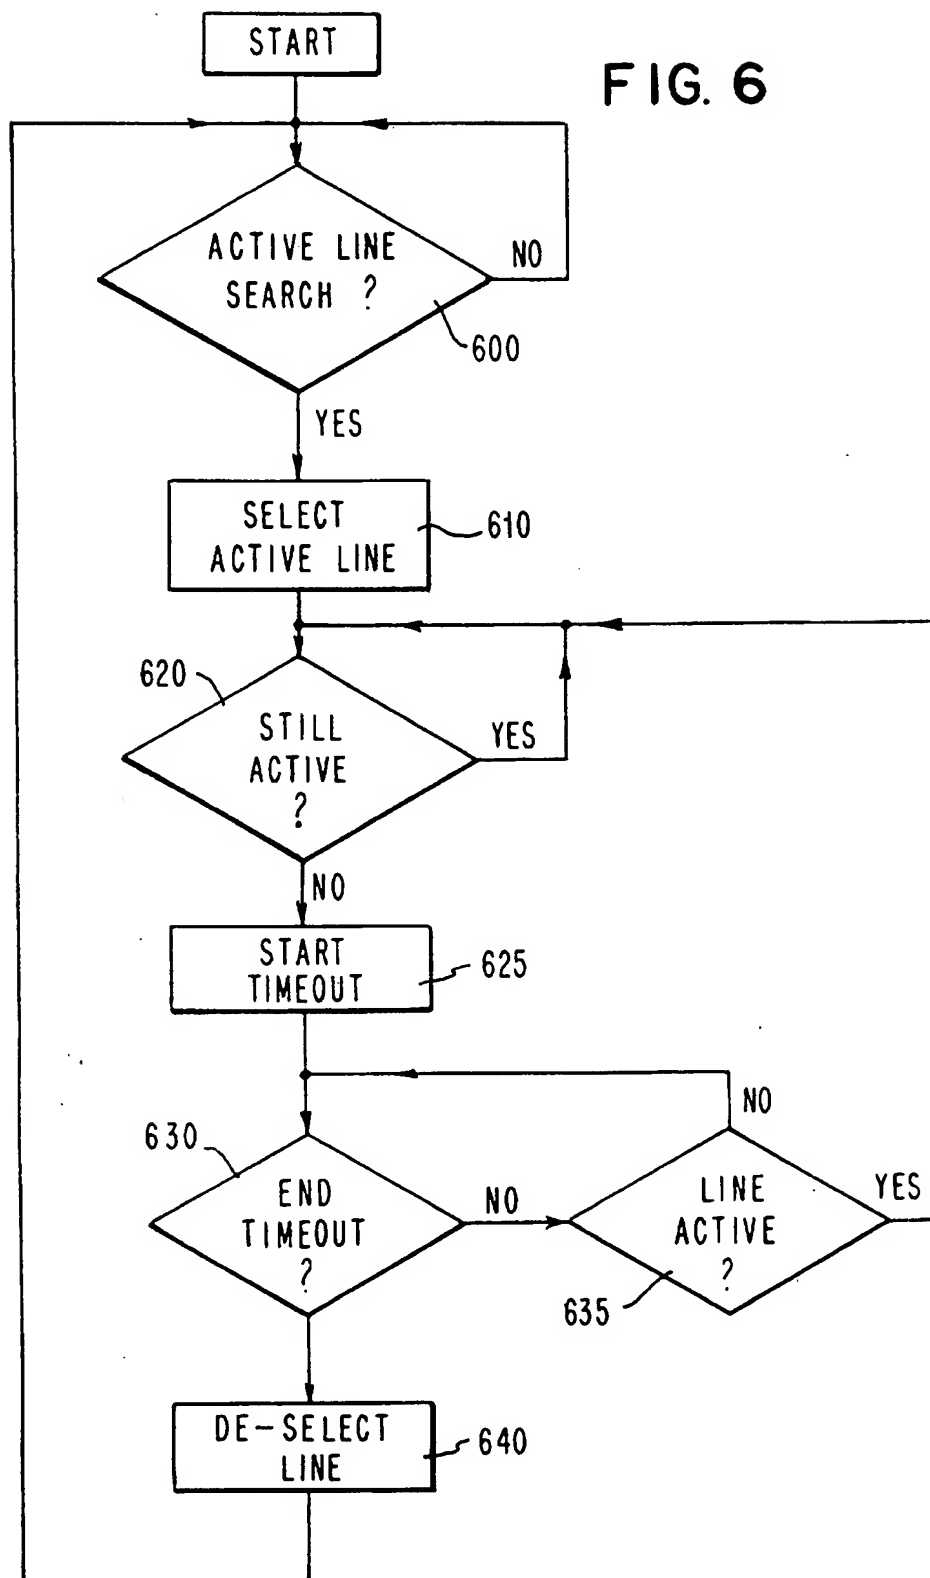 START
FIG. 6
ACTIVE LINE
SEARCH ?
NO
600
YES
SELECT
ACTIVE LINE
610
620
STILL
ACTIVE
?
YES
NO
START
TIMEOUT
625
630
END
TIMEOUT
?
NO
LINE
ACTIVE
?
NO
YES
635
DE-SELECT
LINE
640